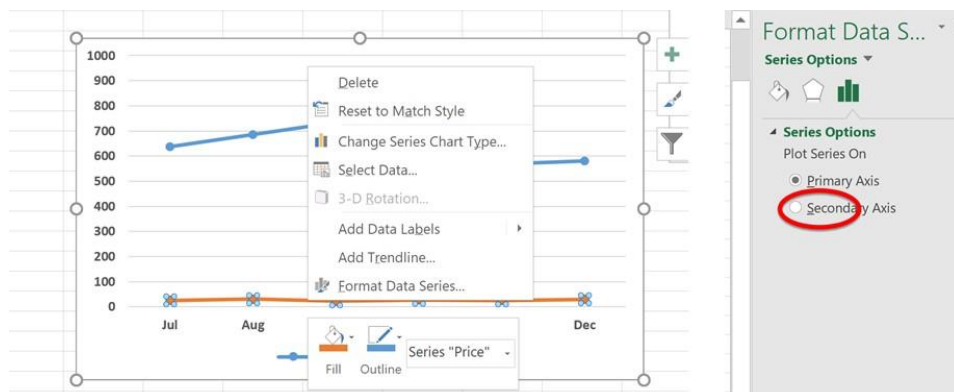 1000
900
800
700
600
500
400
300
200
100
0
Jul
Aug
Dec
Delete
Reset to Match Style
Change Series Chart Type...
Select Data...
3-D Rotation...
Add Data Labels
Add Trendline...
Format Data Series...
Fill
Outline
Series "Price"
Format Data S...
Series Options
Series Options
Plot Series On
Primary Axis
Secondary Axis